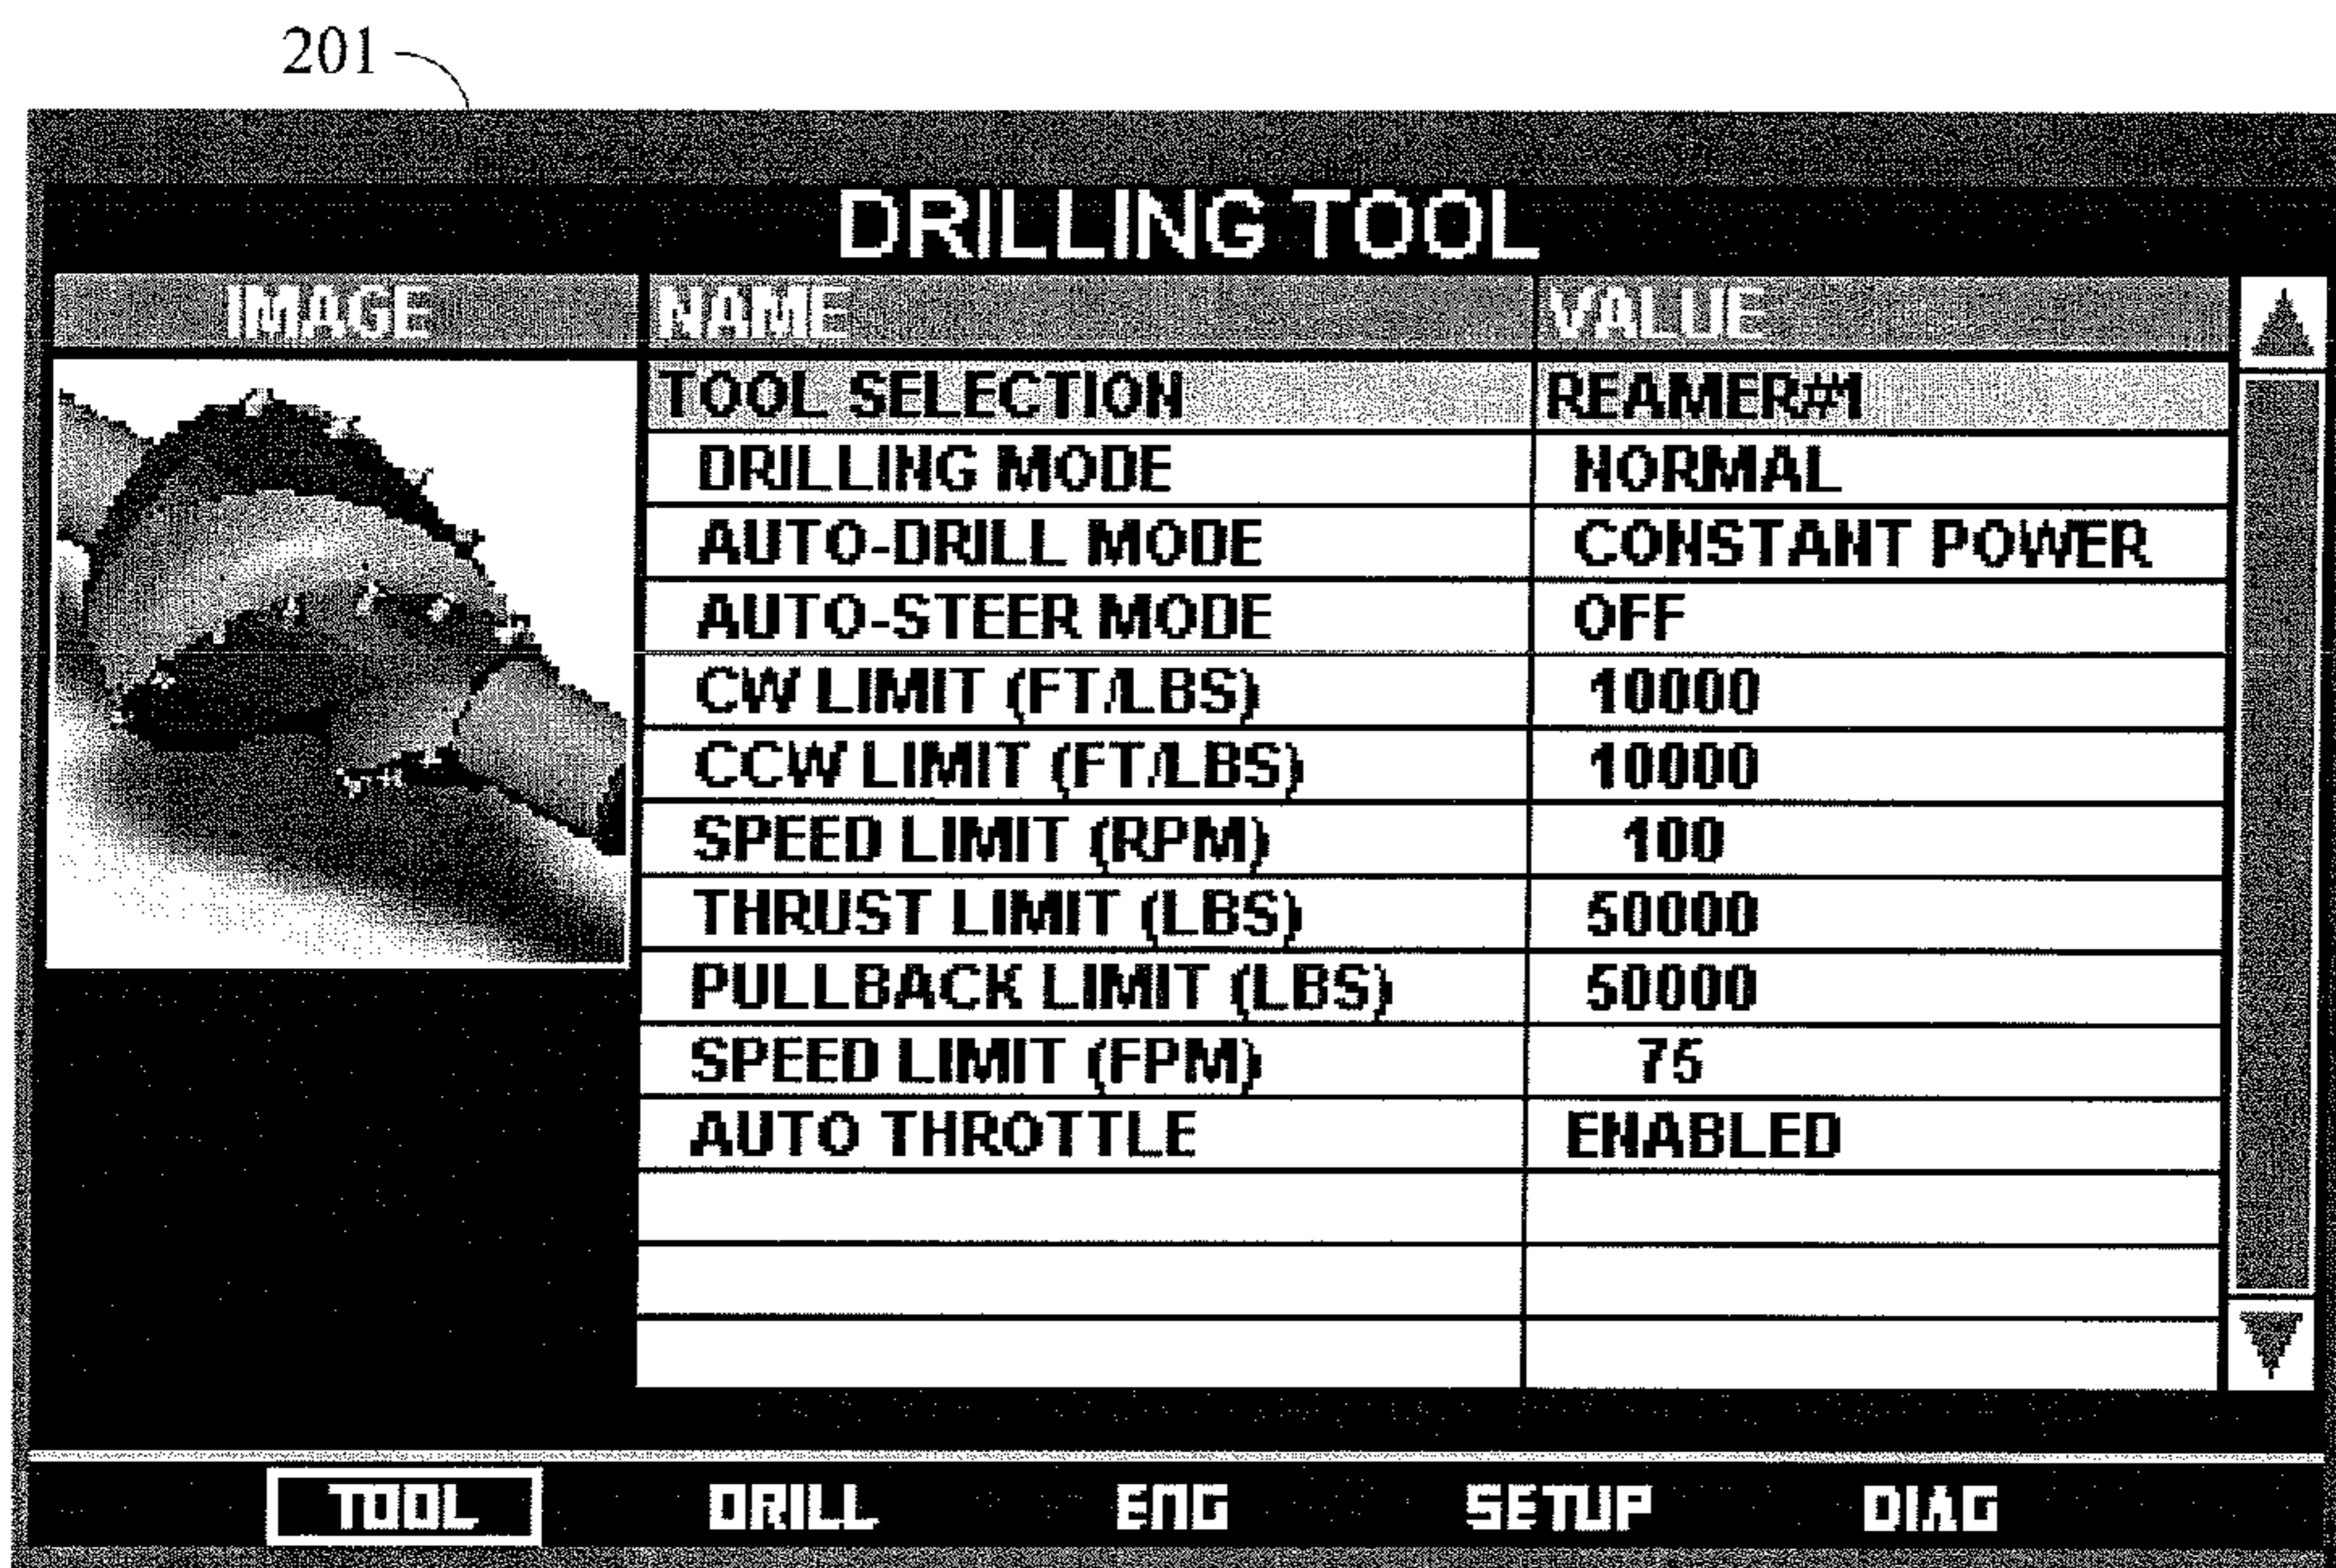 201
DRILLING TOOL
IMAGE NAME VALUE
TOOL SELECTION REAMER#1
DRILLING MODE NORMAL
AUTO-DRILL MODE CONSTANT POWER
AUTO-STEER MODE OFF
CW LIMIT (FT/LBS) 10000
CCW LIMIT (FT/LBS) 10000
SPEED LIMIT (RPM) 100
THRUST LIMIT (LBS) 50000
PULLBACK LIMIT (LBS) 50000
SPEED LIMIT (FPM) 75
AUTO THROTTLE ENABLED
TOOL DRILL ENG SETUP DIAG